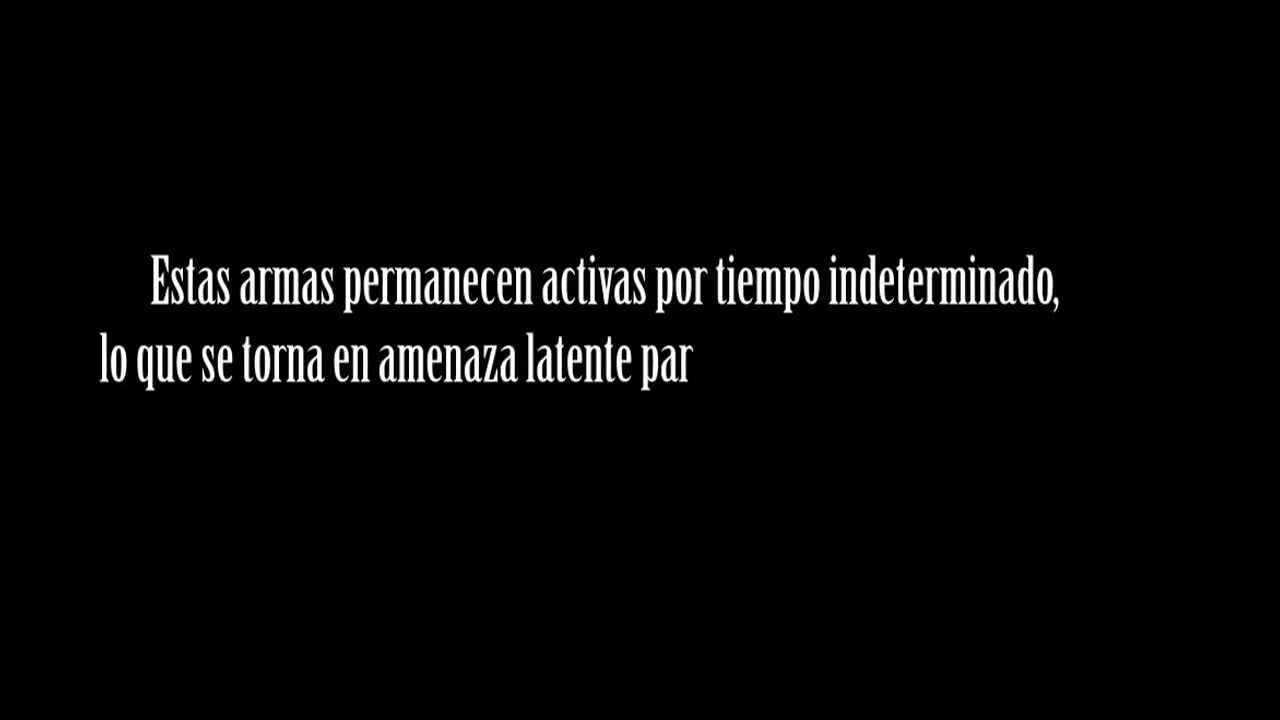 Estas armas permanecen activas por tiempo indeterminado,
lo que se torna en amenaza latente par